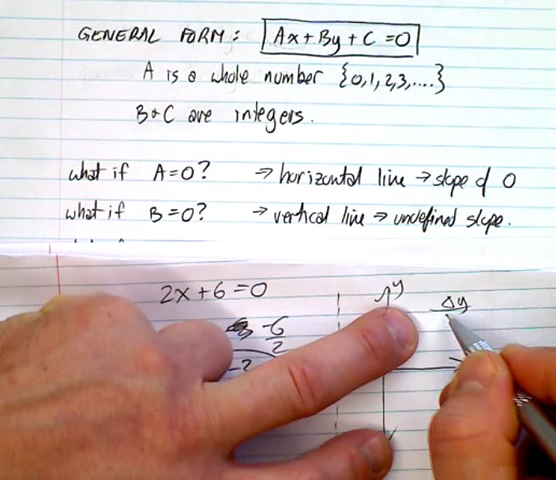 GENERAL FORM: Ax + By + C = 0
A is a whole number {0,1,2,3,....}
B & C are integers.
what if A=0? → horizontal line → slope of 0
what if B=0? → vertical line → undefined slope.
2x+6=0
y Δy
-6
2
-2